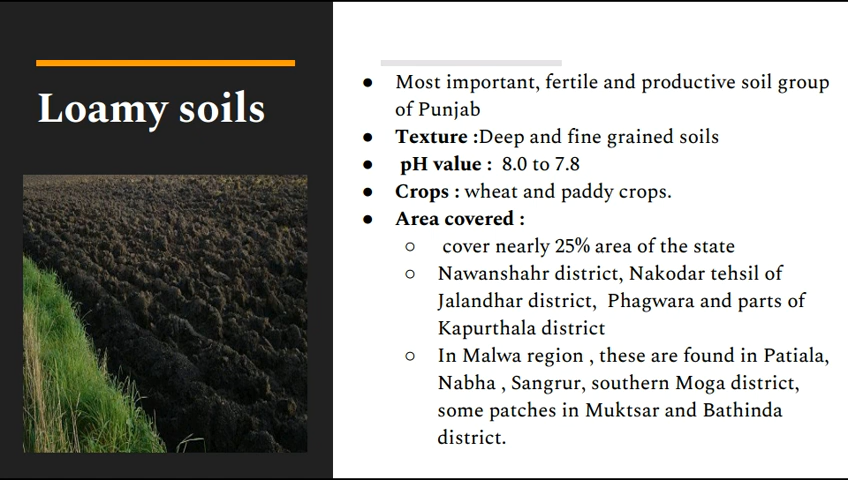 Loamy soils
● Most important, fertile and productive soil group
of Punjab
● Texture :Deep and fine grained soils
● pH value : 8.0 to 7.8
● Crops : wheat and paddy crops.
● Area covered :
○ cover nearly 25% area of the state
○ Nawanshahr district, Nakodar tehsil of
Jalandhar district, Phagwara and parts of
Kapurthala district
○ In Malwa region , these are found in Patiala,
Nabha , Sangrur, southern Moga district,
some patches in Muktsar and Bathinda
district.